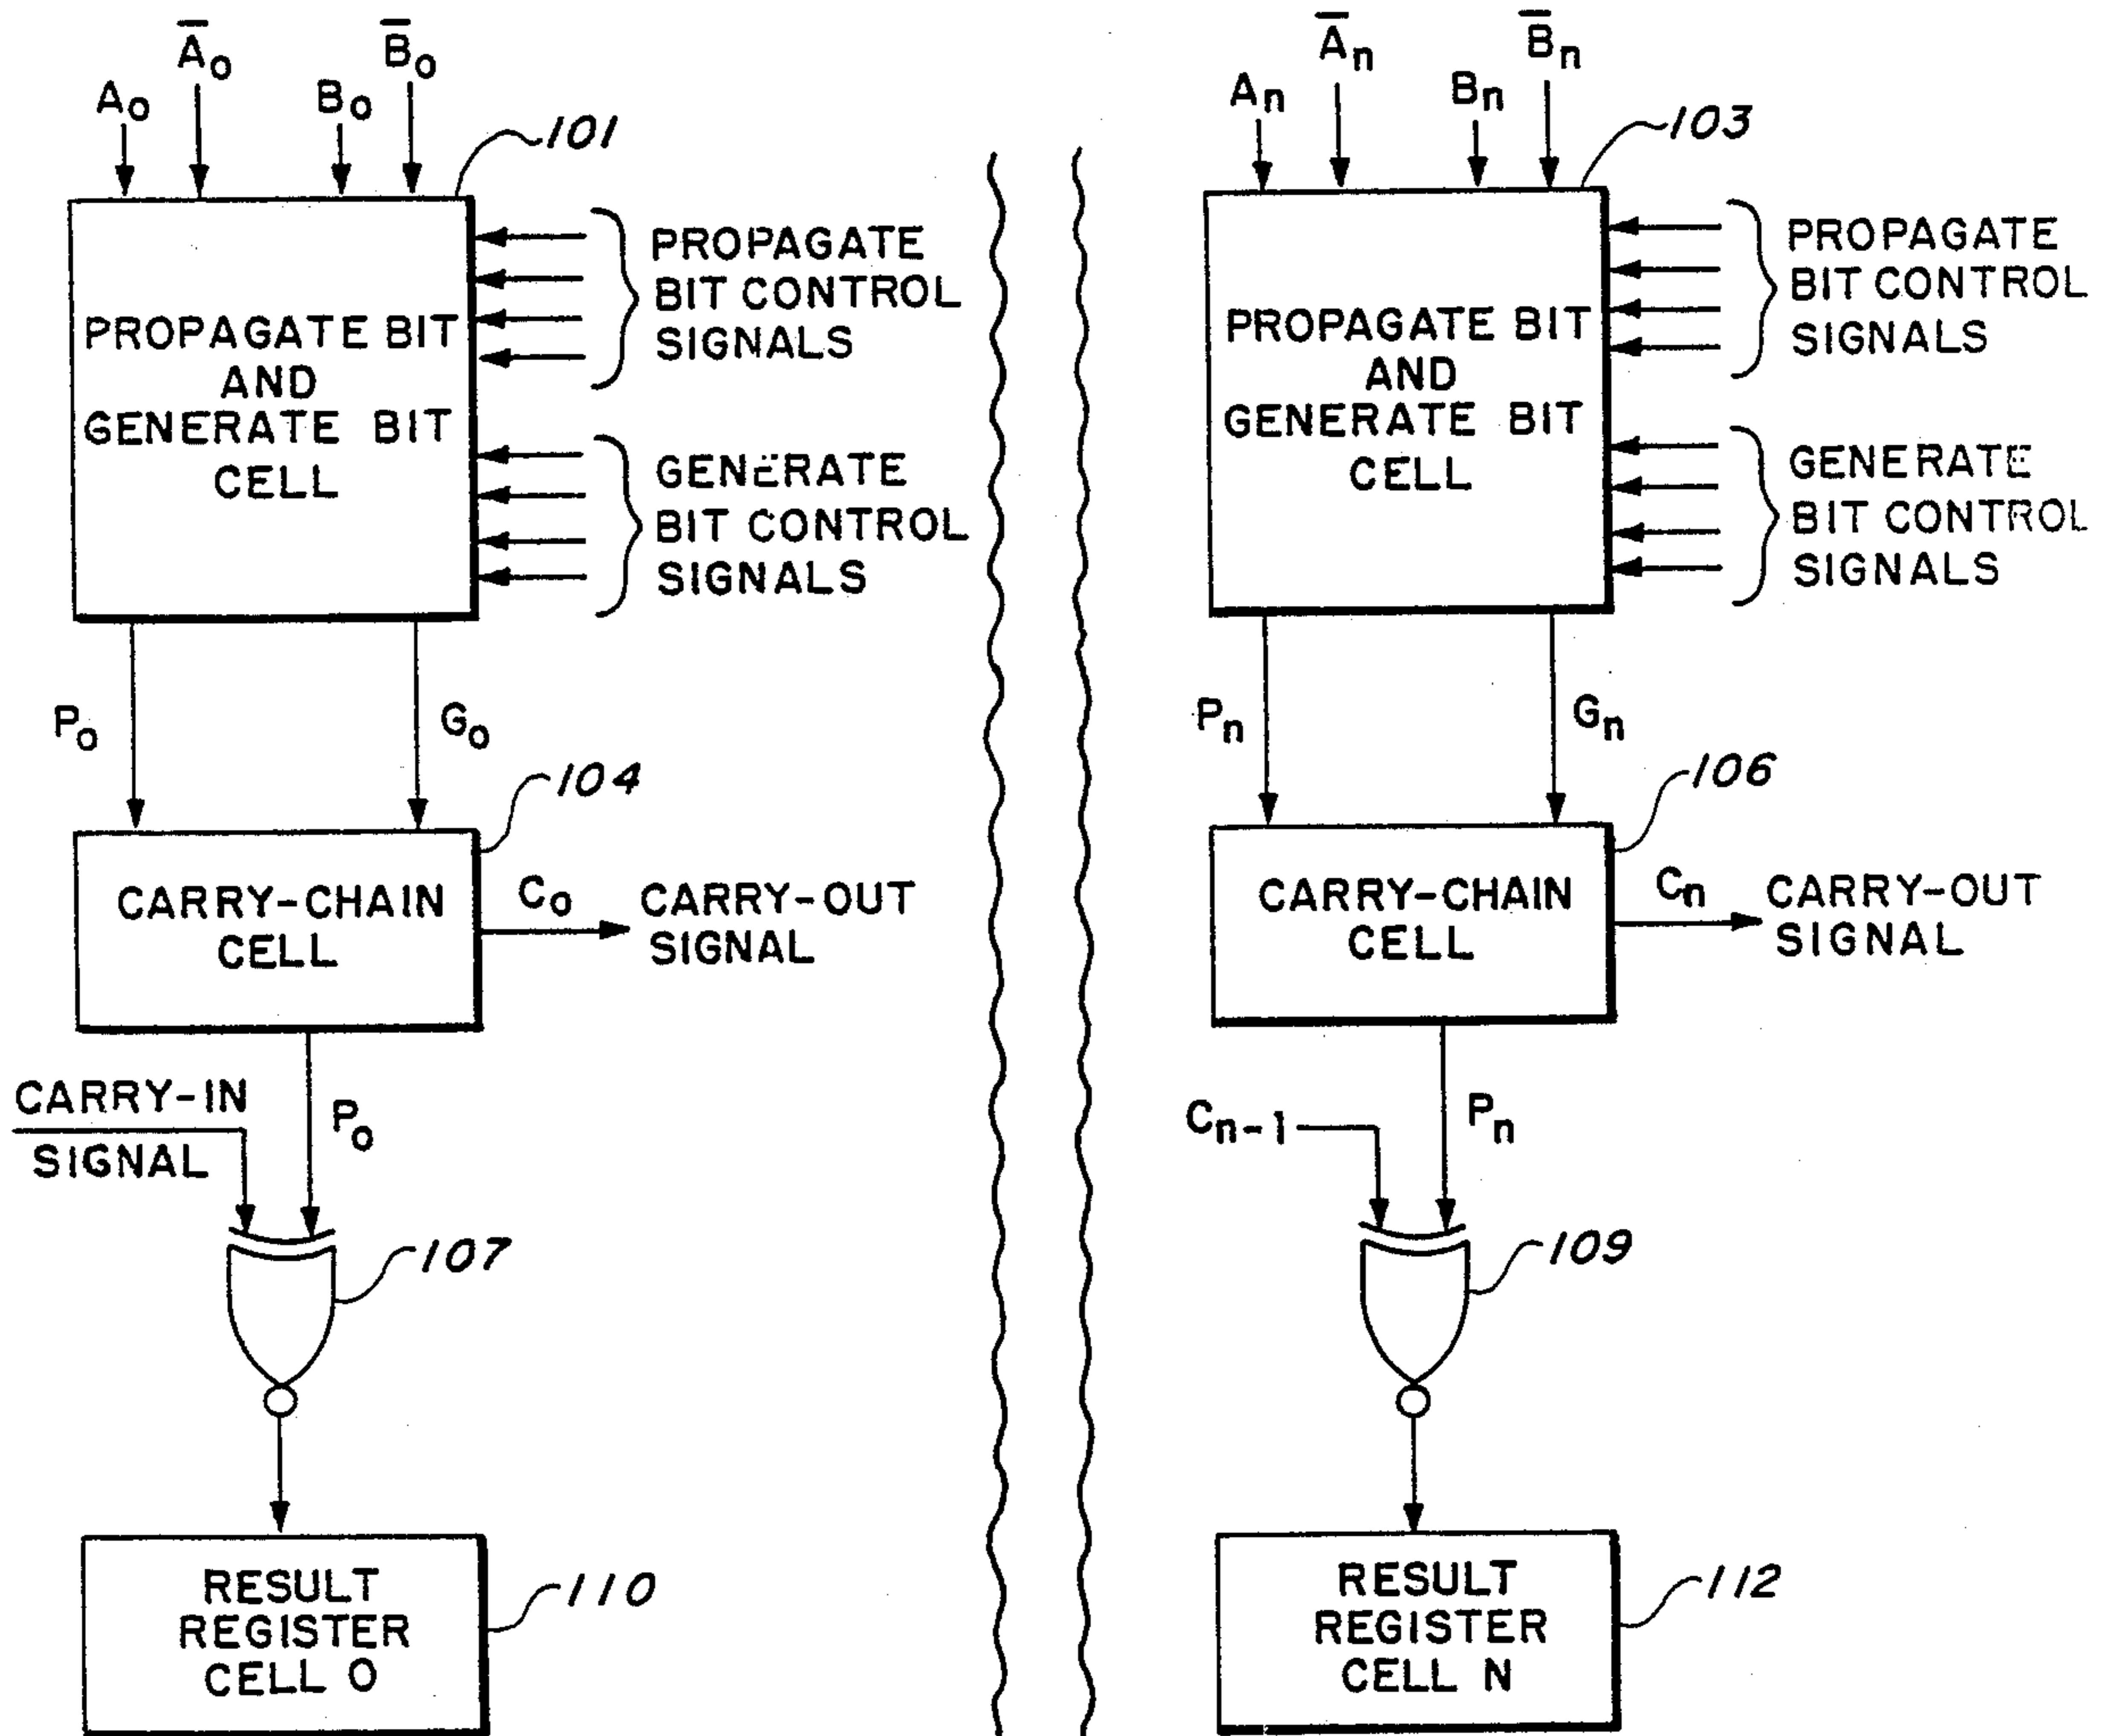 A̅₀
B̅₀
A₀
B₀
101
PROPAGATE BIT
AND
GENERATE BIT
CELL
PROPAGATE
BIT CONTROL
SIGNALS
GENERATE
BIT CONTROL
SIGNALS
P₀
G₀
104
CARRY-CHAIN
CELL
C₀
CARRY-OUT
SIGNAL
CARRY-IN
SIGNAL
P₀
107
RESULT
REGISTER
CELL 0
110
A̅ₙ
B̅ₙ
Aₙ
Bₙ
103
PROPAGATE BIT
AND
GENERATE BIT
CELL
PROPAGATE
BIT CONTROL
SIGNALS
GENERATE
BIT CONTROL
SIGNALS
Pₙ
Gₙ
106
CARRY-CHAIN
CELL
Cₙ
CARRY-OUT
SIGNAL
Cₙ₋₁
Pₙ
109
RESULT
REGISTER
CELL N
112